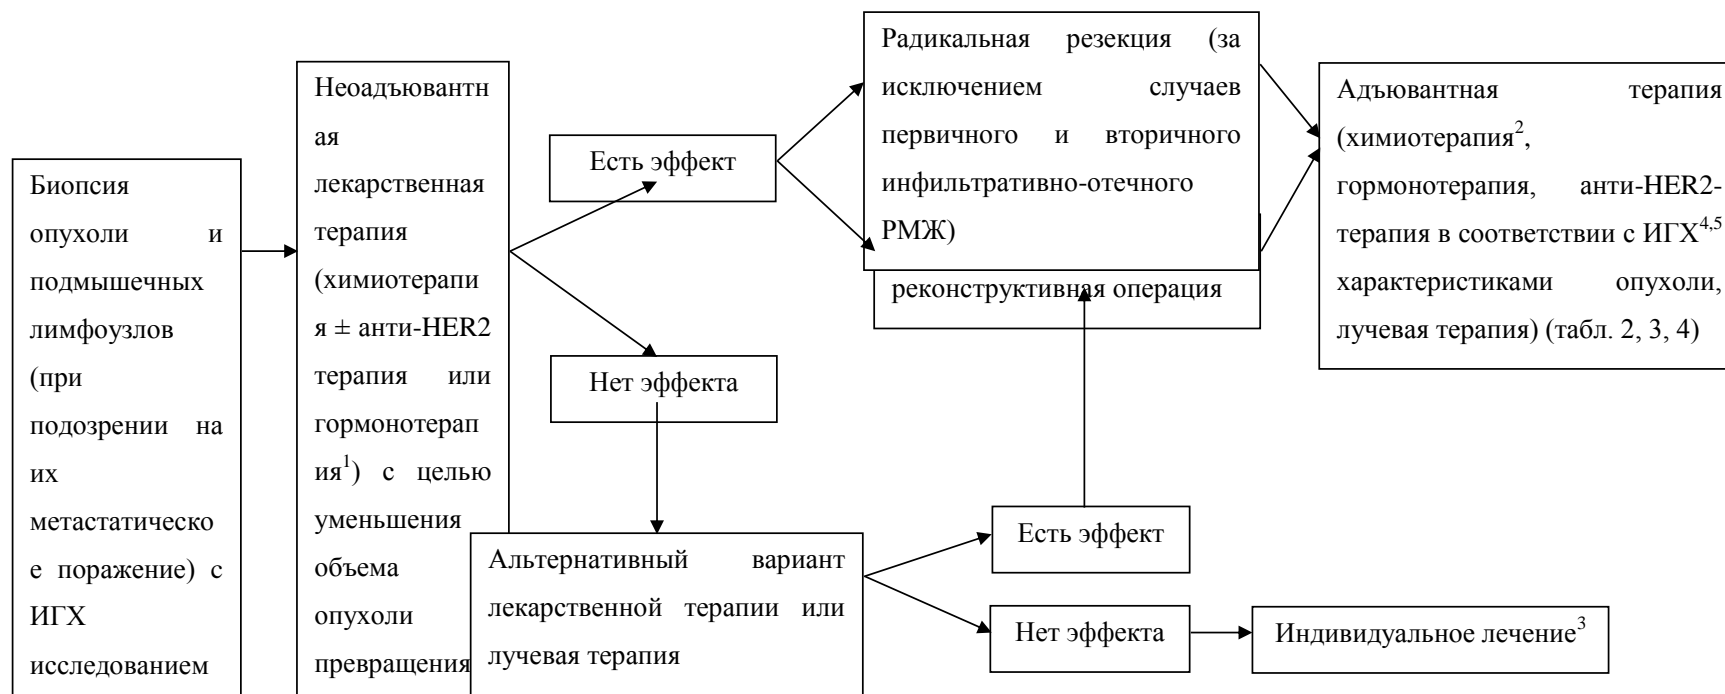 Биопсия
опухоли и
подмышечных
лимфоузлов
(при
подозрении на
их
метастатическо
е поражение) с
ИГХ
исследованием
Неоадъювантн
ая
лекарственная
терапия
(химиотерапи
я ± анти-HER2
терапия или
гормонотерап
ия¹) с целью
уменьшения
объема
опухоли
превращения
Есть эффект
Нет эффекта
Радикальная резекция (за
исключением случаев
первичного и вторичного
инфильтративно-отечного
РМЖ)
реконструктивная операция
Адъювантная терапия
(химиотерапия²,
гормонотерапия, анти-HER2-
терапия в соответствии с ИГХ⁴,⁵
характеристиками опухоли,
лучевая терапия) (табл. 2, 3, 4)
Альтернативный вариант
лекарственной терапии или
лучевая терапия
Есть эффект
Нет эффекта
Индивидуальное лечение³